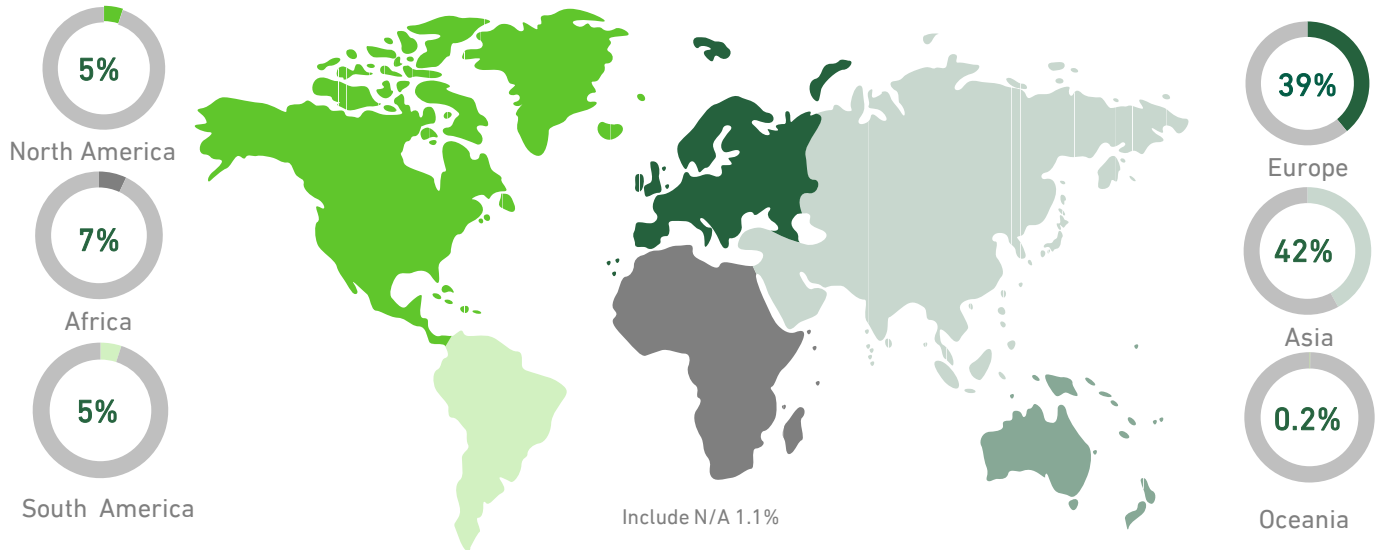 5%
North America
7%
Africa
5%
South America
39%
Europe
42%
Asia
0.2%
Oceania
Include N/A 1.1%